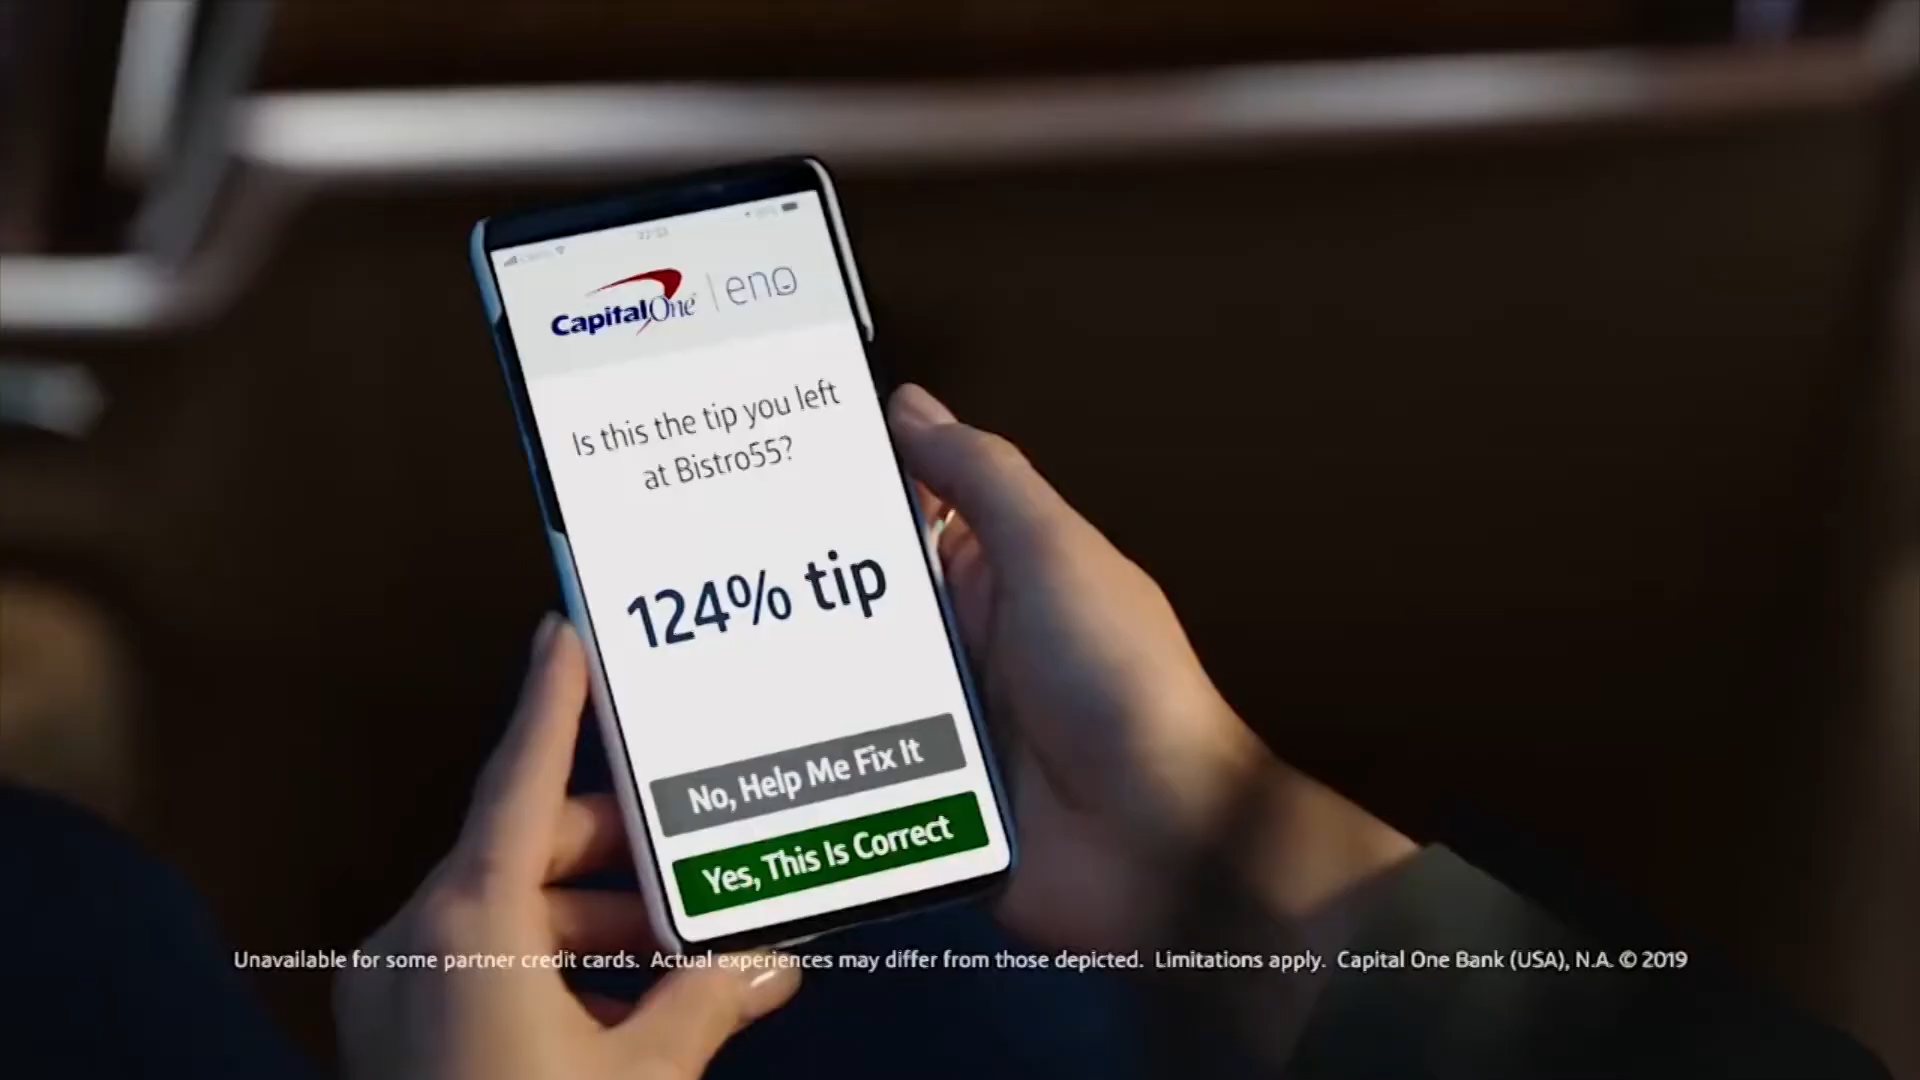 CapitalOne | eno
Is this the tip you left
at Bistro55?
124% tip
No, Help Me Fix It
Yes, This Is Correct
Unavailable for some partner credit cards. Actual experiences may differ from those depicted. Limitations apply. Capital One Bank (USA), N.A. © 2019